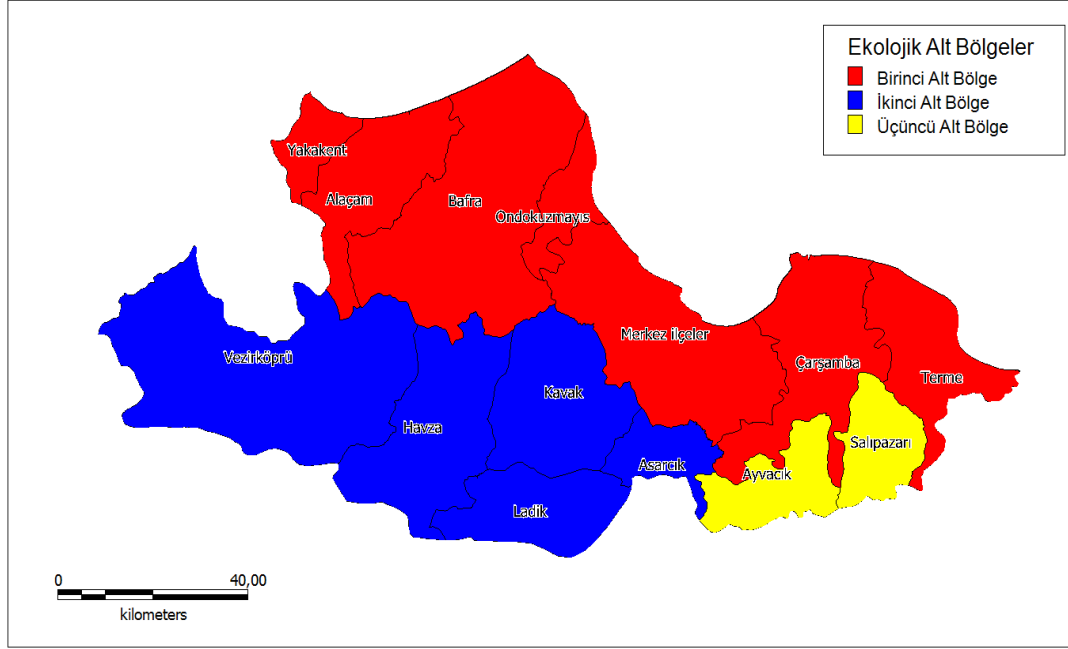 Ekolojik Alt Bölgeler
Birinci Alt Bölge
İkinci Alt Bölge
Üçüncü Alt Bölge
Yakakent
Alaçam
Bafra
Ondokuzmayıs
Merkez ilçeler
Vezirköprü
Çarşamba
Terme
Kavak
Havza
Salıpazarı
Asarcık
Ayvacık
Ladik
0 40,00
kilometers